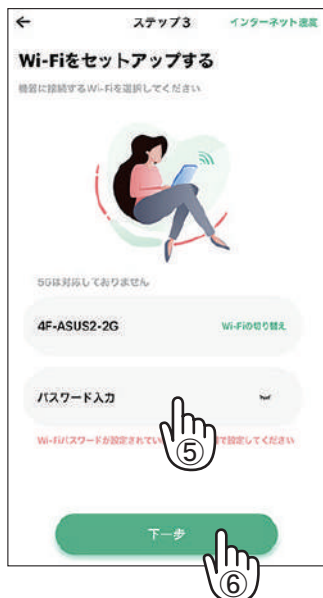 ← ステップ3 インターネット速度
Wi-Fiをセットアップする
機器に接続するWi-Fiを選択してください
5Gは対応しておりません
4F-ASUS2-2G Wi-Fiの切り替え
パスワード入力
⑤
Wi-Fiパスワードが設定されてい で設定してください
下一步
⑥